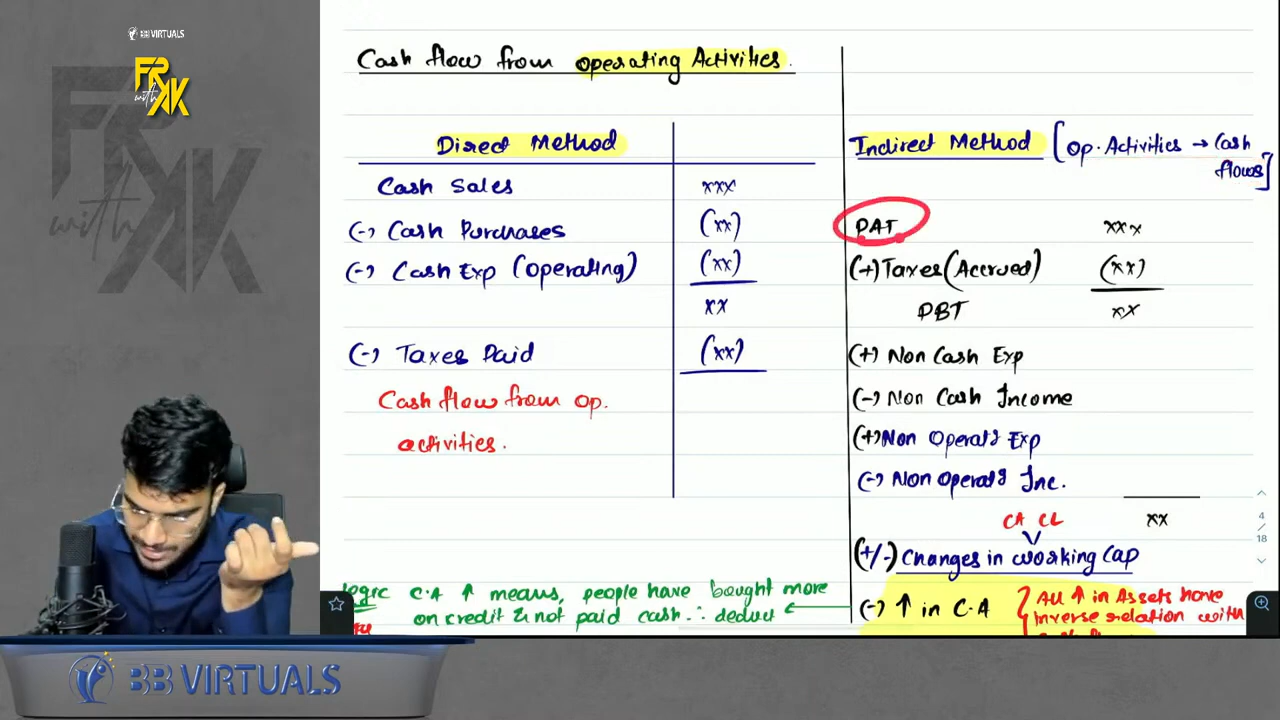 BB VIRTUALS
FR
with
KK
Cash flow from operating Activities.
Direct Method
Cash Sales xxx
(-) Cash Purchases (xx)
(-) Cash Exp (operating) (xx)
xx
(-) Taxes Paid (xx)
Cash flow from op.
activities.
Indirect Method [Op. Activities → Cash
flows]
PAT xxx
(+) Taxes (Accrued) (xx)
PBT xx
(+) Non Cash Exp
(-) Non Cash Income
(+) Non Operatg Exp
(-) Non Operatg Inc.
xx
CA CL
(+/-) Changes in working Cap
(-) ↑ in C.A
All ↑ in Assets have
inverse relation with
logic C.A ↑ means, people have bought more
on credit & not paid cash ∴ deduct
4
/
18
BB VIRTUALS